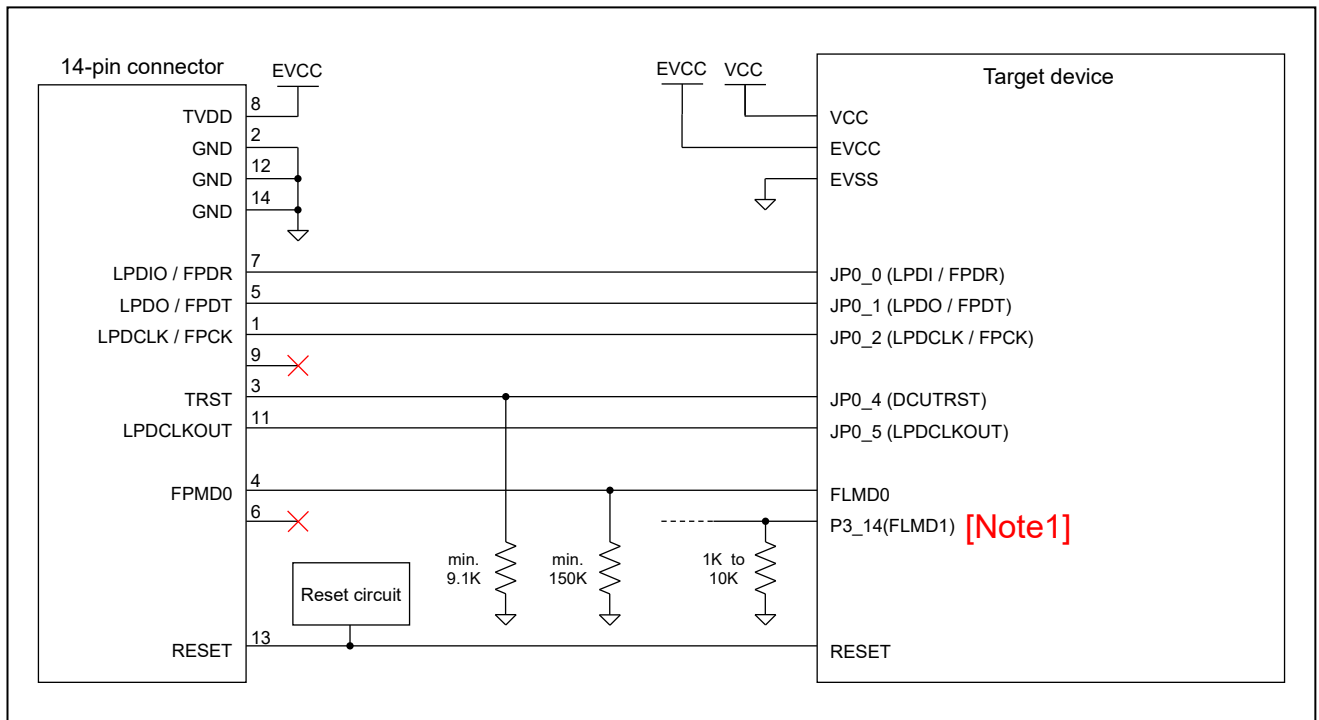 14-pin connector
EVCC
EVCC
VCC
Target device
TVDD
8
VCC
GND
2
EVCC
GND
12
EVSS
GND
14
LPDIO / FPDR
7
JP0_0 (LPDI / FPDR)
LPDO / FPDT
5
JP0_1 (LPDO / FPDT)
LPDCLK / FPCK
1
JP0_2 (LPDCLK / FPCK)
9
TRST
3
JP0_4 (DCUTRST)
LPDCLKOUT
11
JP0_5 (LPDCLKOUT)
FPMD0
4
FLMD0
6
P3_14(FLMD1)
[Note1]
min.
9.1K
min.
150K
1K to
10K
Reset circuit
RESET
13
RESET